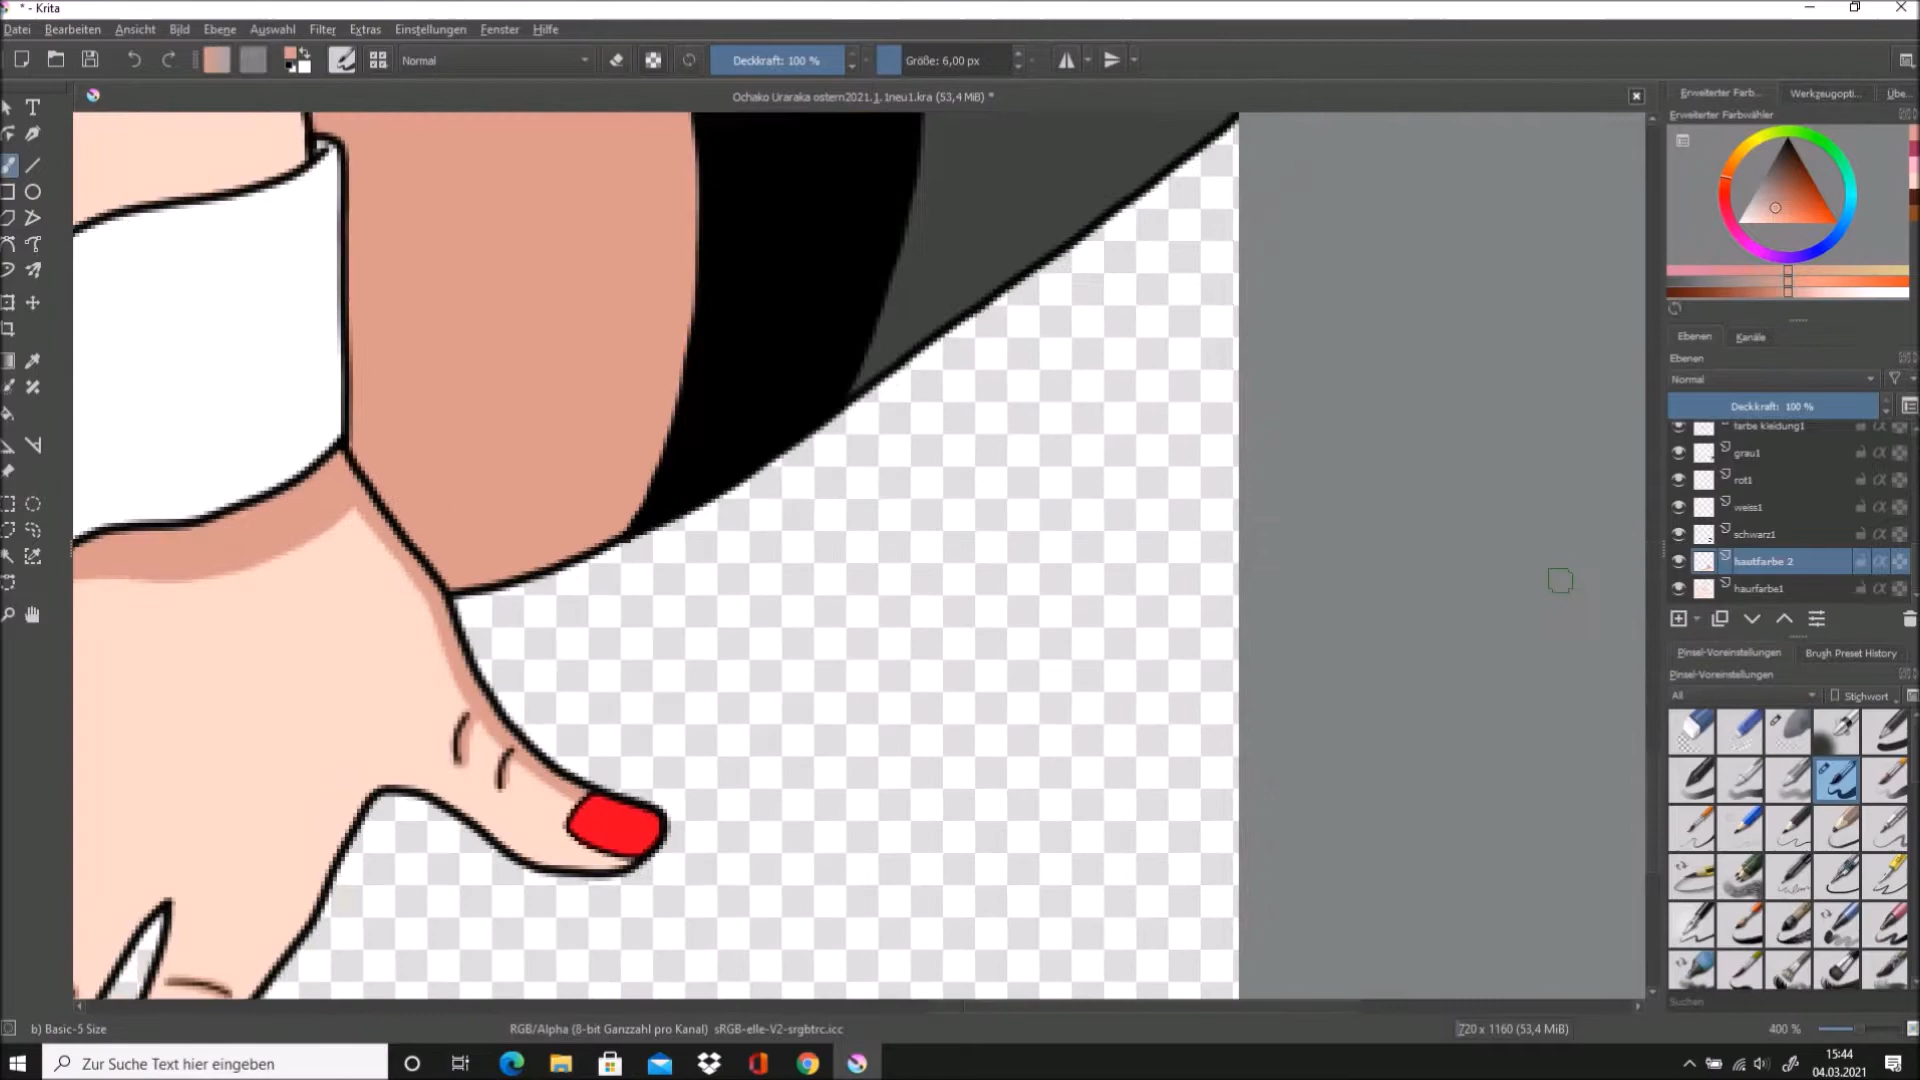 * - Krita
Datei Bearbeiten Ansicht Bild Ebene Auswahl Filter Extras Einstellungen Fenster Hilfe
Normal Deckkraft: 100 % Größe: 6,00 px
Ochako Uraraka ostern2021.1.1neu1.kra (53,4 MiB) *
Erweiterter Farb... Werkzeugopti... Übe...
Erweiterter Farbwähler
Ebenen Kanäle
Ebenen
Normal
Deckkraft: 100 %
farbe kleidung1
grau1
rot1
weiss1
schwarz1
hautfarbe 2
haurfarbe1
Pinsel-Voreinstellungen Brush Preset History
Pinsel-Voreinstellungen
All Stichwort
Suchen
b) Basic-5 Size RGB/Alpha (8-bit Ganzzahl pro Kanal) sRGB-elle-V2-srgbtrc.icc 720 x 1160 (53,4 MiB) 400 %
Zur Suche Text hier eingeben
15:44
04.03.2021